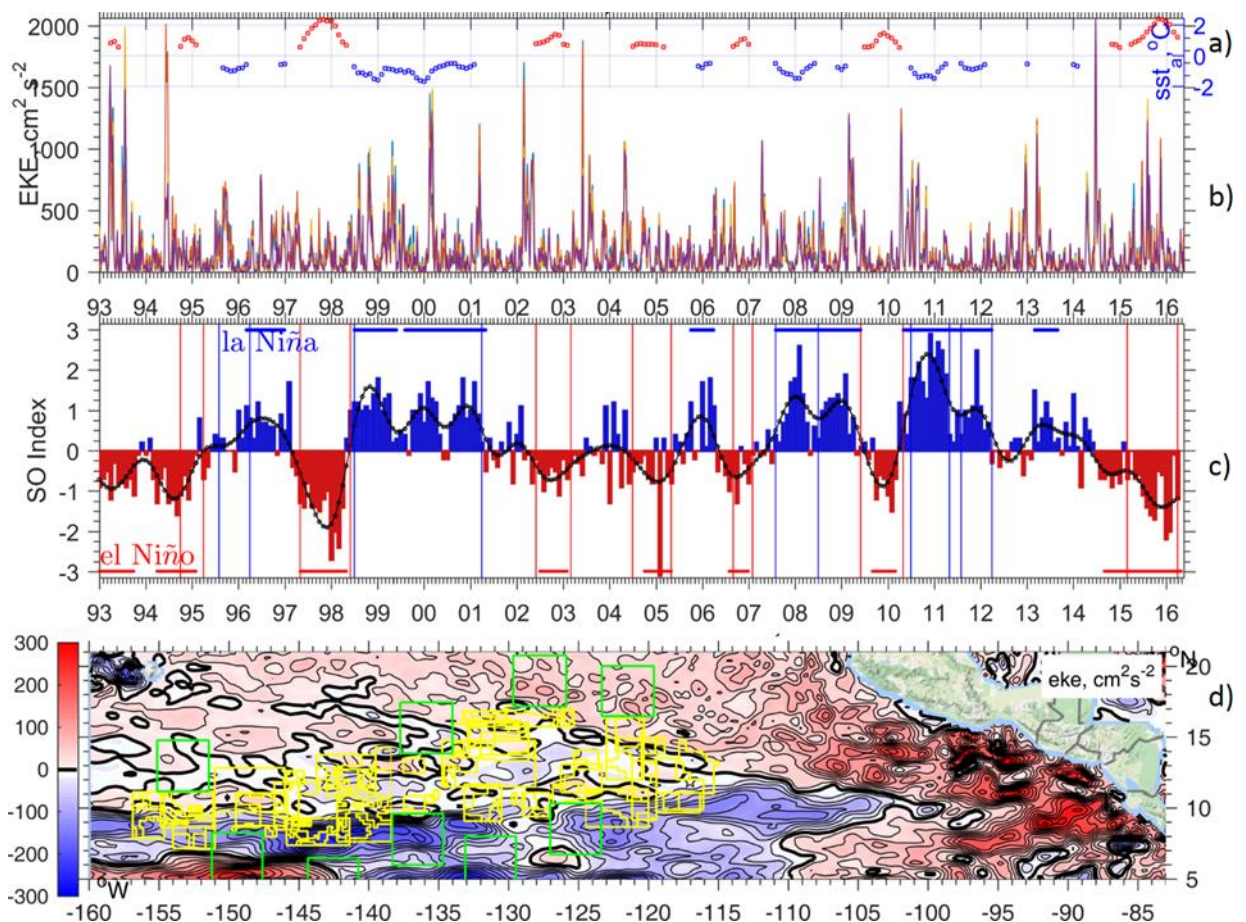 2000
1500
1000
500
0
EKE, cm² s⁻²
2
0
-2
sstₐ, °C
a)
b)
93 94 95 96 97 98 99 00 01 02 03 04 05 06 07 08 09 10 11 12 13 14 15 16
3
2
1
0
-1
-2
-3
SO Index
la Niña
el Niño
c)
93 94 95 96 97 98 99 00 01 02 03 04 05 06 07 08 09 10 11 12 13 14 15 16
300
200
100
0
-100
-200
-300
°W
eke, cm²s⁻²
°N
20
15
10
5
d)
-160 -155 -150 -145 -140 -135 -130 -125 -120 -115 -110 -105 -100 -95 -90 -85